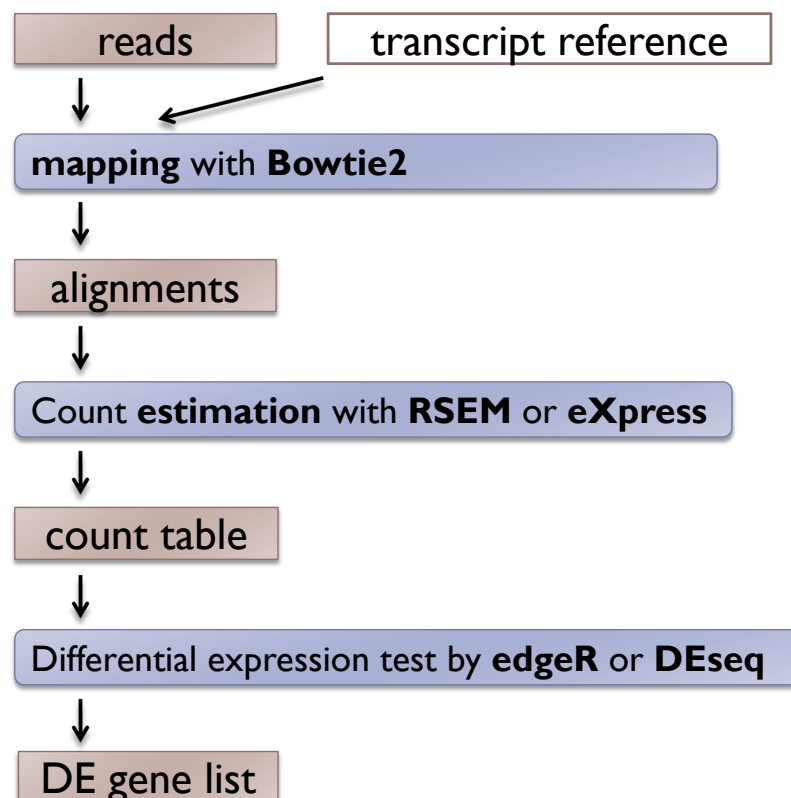 reads
transcript reference
mapping with Bowtie2
alignments
Count estimation with RSEM or eXpress
count table
Differential expression test by edgeR or DEseq
DE gene list